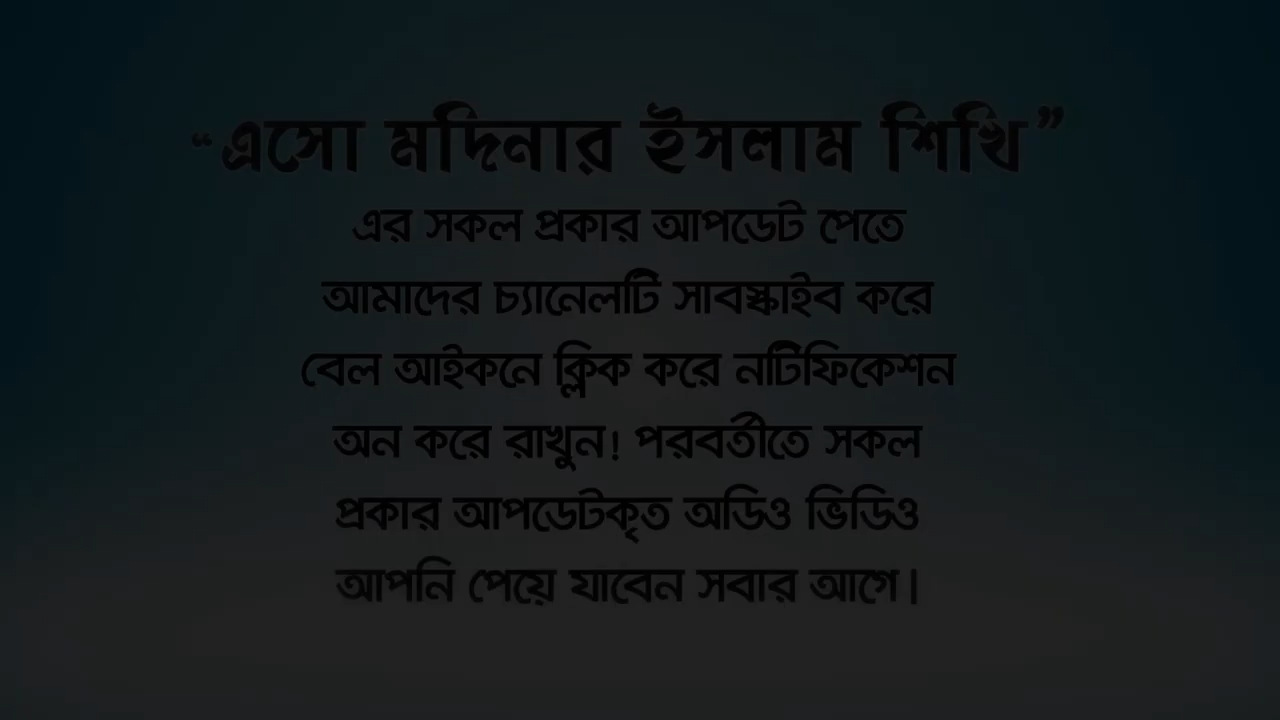 “এসো মদিনার ইসলাম শিখি”
এর সকল প্রকার আপডেট পেতে
আমাদের চ্যানেলটি সাবস্কাইব করে
বেল আইকনে ক্লিক করে নটিফিকেশন
অন করে রাখুন! পরবর্তীতে সকল
প্রকার আপডেটকৃত অডিও ভিডিও
আপনি পেয়ে যাবেন সবার আগে।